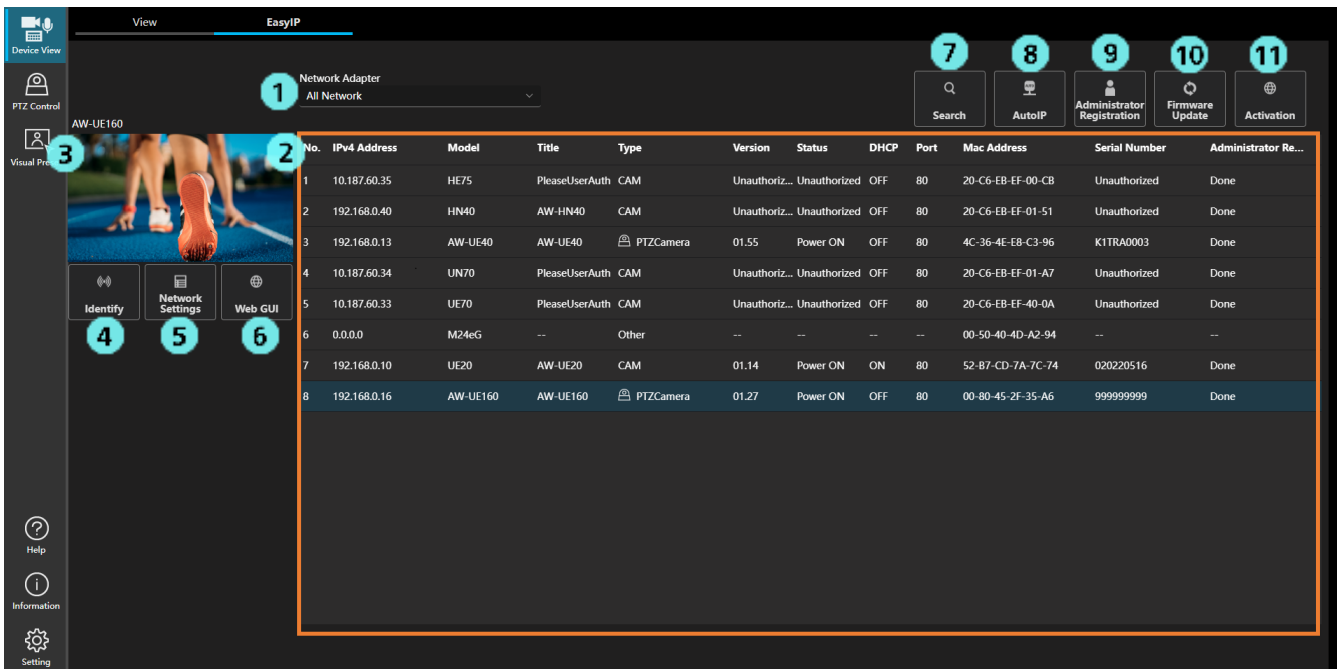 View EasyIP
Device View
PTZ Control
Visual Pre
Help
Information
Setting
1 Network Adapter
All Network
7 8 9 10 11
Search AutoIP Administrator Registration Firmware Update Activation
AW-UE160
3
Identify Network Settings Web GUI
4 5 6
2
No. IPv4 Address Model Title Type Version Status DHCP Port Mac Address Serial Number Administrator Re...
1 10.187.60.35 HE75 PleaseUserAuth CAM Unauthoriz... Unauthorized OFF 80 20-C6-EB-EF-00-CB Unauthorized Done
2 192.168.0.40 HN40 AW-HN40 CAM Unauthoriz... Unauthorized OFF 80 20-C6-EB-EF-01-51 Unauthorized Done
3 192.168.0.13 AW-UE40 AW-UE40 PTZCamera 01.55 Power ON OFF 80 4C-36-4E-E8-C3-96 K1TRA0003 Done
4 10.187.60.34 UN70 PleaseUserAuth CAM Unauthoriz... Unauthorized OFF 80 20-C6-EB-EF-01-A7 Unauthorized Done
5 10.187.60.33 UE70 PleaseUserAuth CAM Unauthoriz... Unauthorized OFF 80 20-C6-EB-EF-40-0A Unauthorized Done
6 0.0.0.0 M24eG -- Other -- -- -- -- 00-50-40-4D-A2-94 -- --
7 192.168.0.10 UE20 AW-UE20 CAM 01.14 Power ON ON 80 52-B7-CD-7A-7C-74 020220516 Done
8 192.168.0.16 AW-UE160 AW-UE160 PTZCamera 01.27 Power ON OFF 80 00-80-45-2F-35-A6 999999999 Done